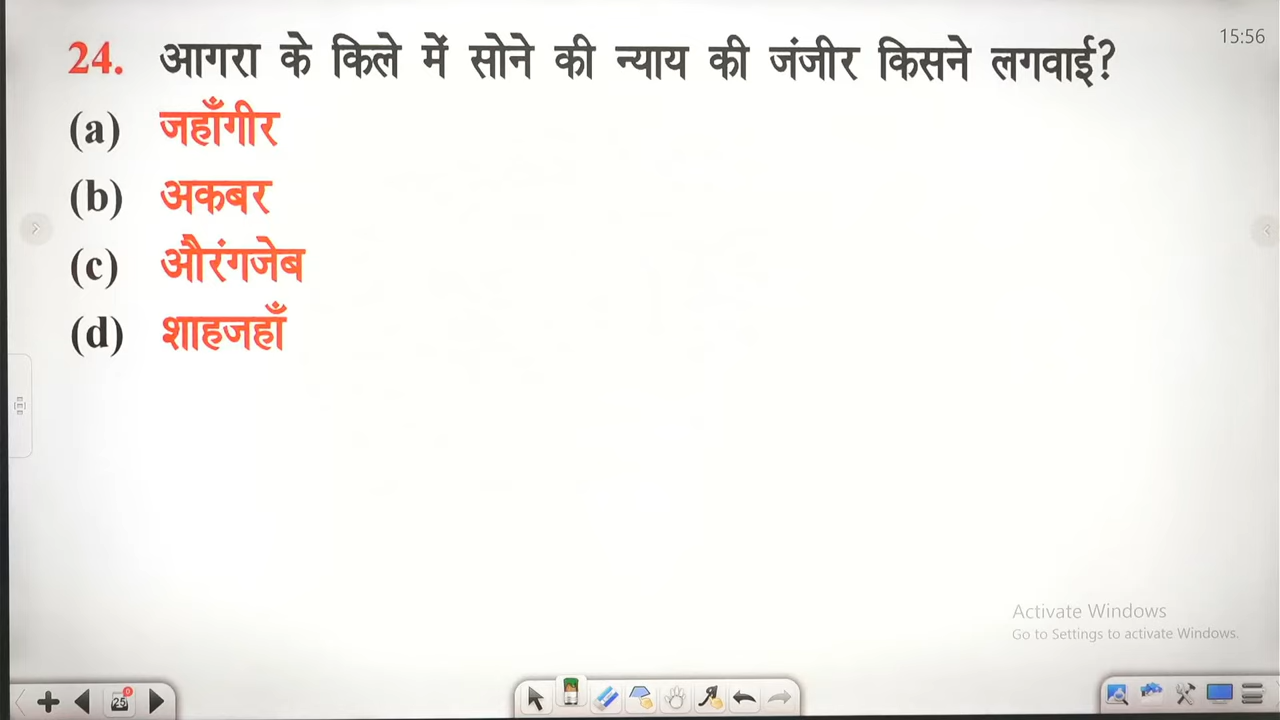 15:56
24. आगरा के किले में सोने की न्याय की जंजीर किसने लगवाई?
(a) जहाँगीर
(b) अकबर
(c) औरंगजेब
(d) शाहजहाँ
Activate Windows
Go to Settings to activate Windows.
25